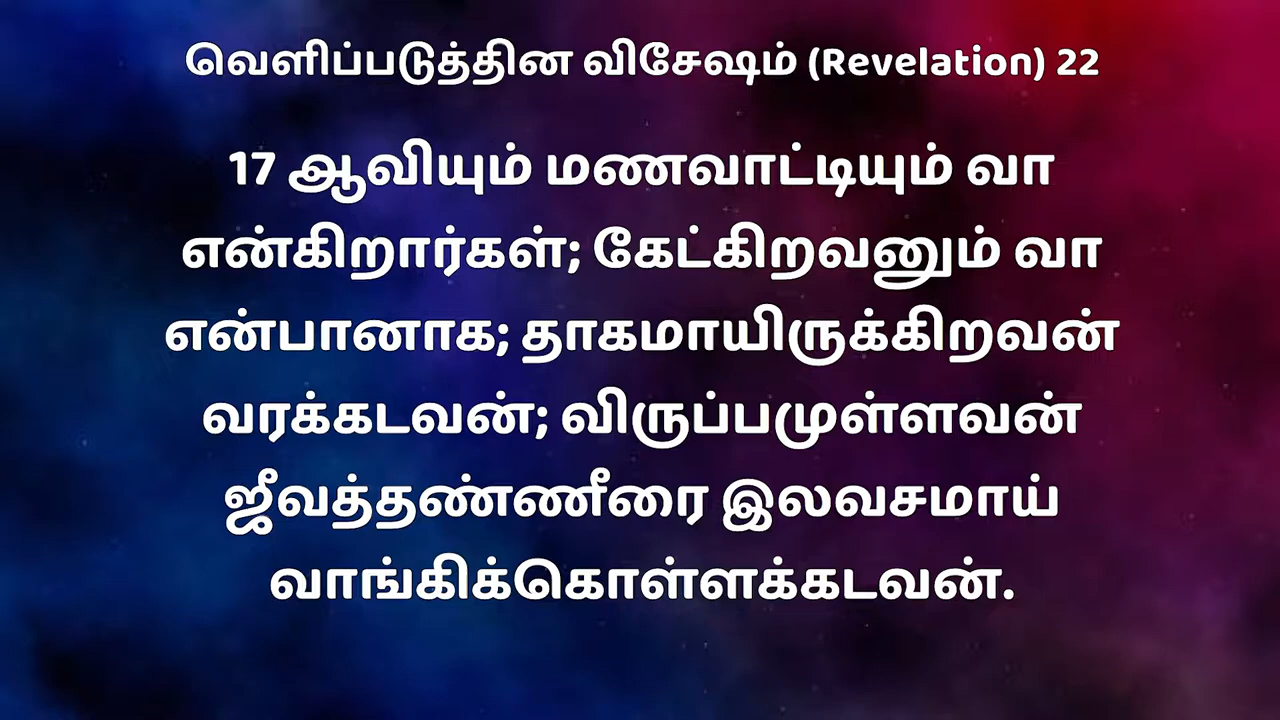 வெளிப்படுத்தின விசேஷம் (Revelation) 22
17 ஆவியும் மணவாட்டியும் வா
என்கிறார்கள்; கேட்கிறவனும் வா
என்பானாக; தாகமாயிருக்கிறவன்
வரக்கடவன்; விருப்பமுள்ளவன்
ஜீவத்தண்ணீரை இலவசமாய்
வாங்கிக்கொள்ளக்கடவன்.